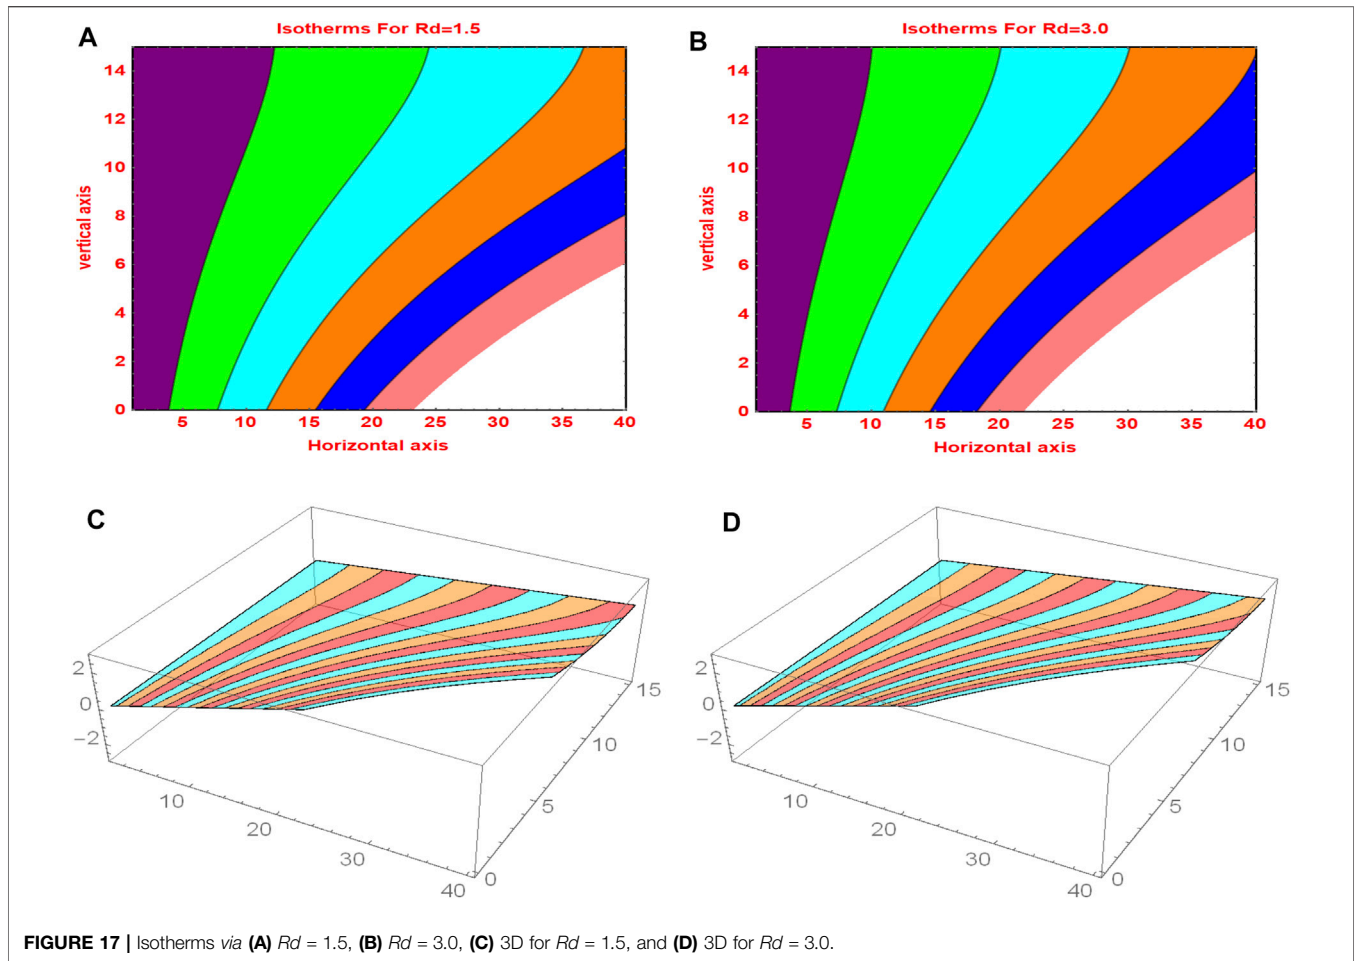 A
Isotherms For Rd=1.5
14
12
10
8
6
4
2
0
vertical axis
5 10 15 20 25 30 35 40
Horizontal axis
B
Isotherms For Rd=3.0
14
12
10
8
6
4
2
0
vertical axis
5 10 15 20 25 30 35 40
Horizontal axis
C
2
0
−2
10
20
30
40
0
5
10
15
D
2
0
−2
10
20
30
40
0
5
10
15
FIGURE 17 | Isotherms via (A) Rd = 1.5, (B) Rd = 3.0, (C) 3D for Rd = 1.5, and (D) 3D for Rd = 3.0.